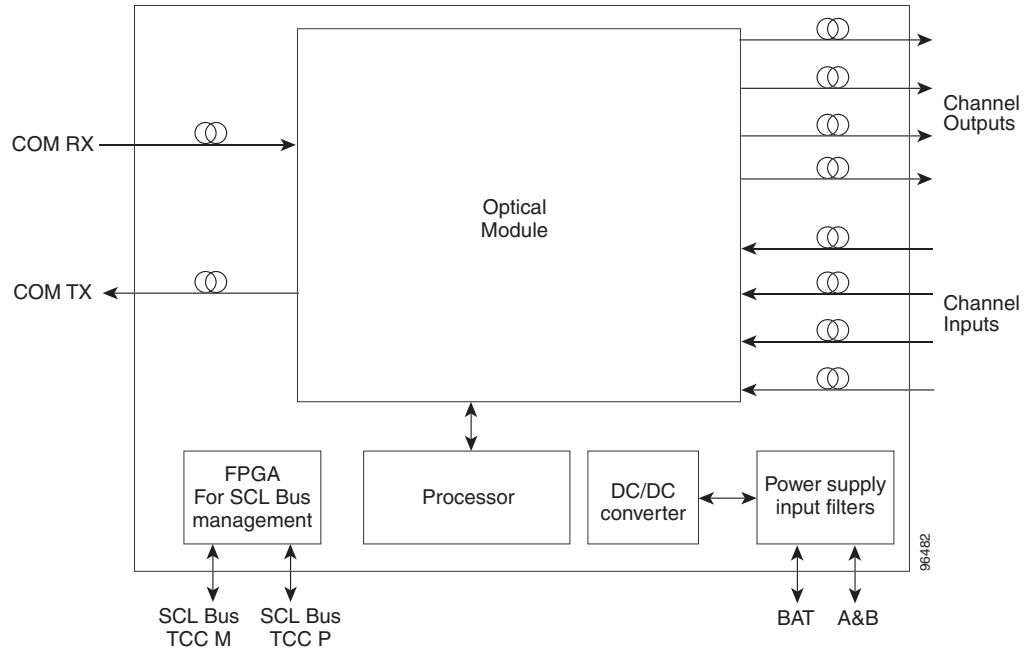 COM RX
COM TX
Optical
Module
Channel
Outputs
Channel
Inputs
FPGA
For SCL Bus
management
Processor
DC/DC
converter
Power supply
input filters
96482
SCL Bus
TCC M
SCL Bus
TCC P
BAT
A&B